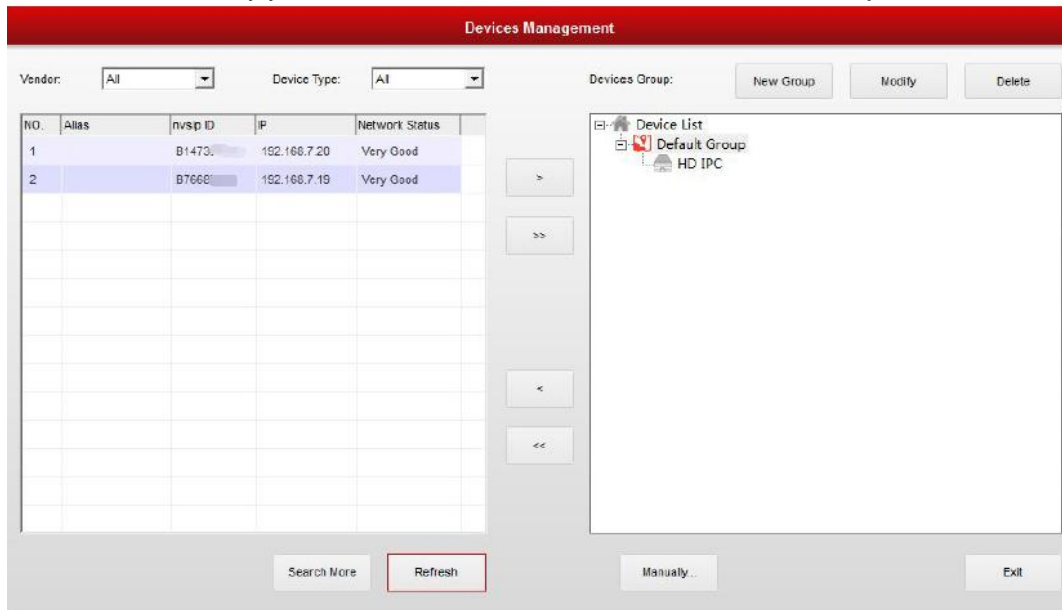 Devices Management
Vendor: All Device Type: All Devices Group: New Group Modify Delete
NO. Alias nvsip ID IP Network Status
1 B1473 192.168.7.20 Very Good
2 B7668 192.168.7.19 Very Good
Device List
Default Group
HD IPC
>
>>
<
<<
Search More Refresh Manually... Exit